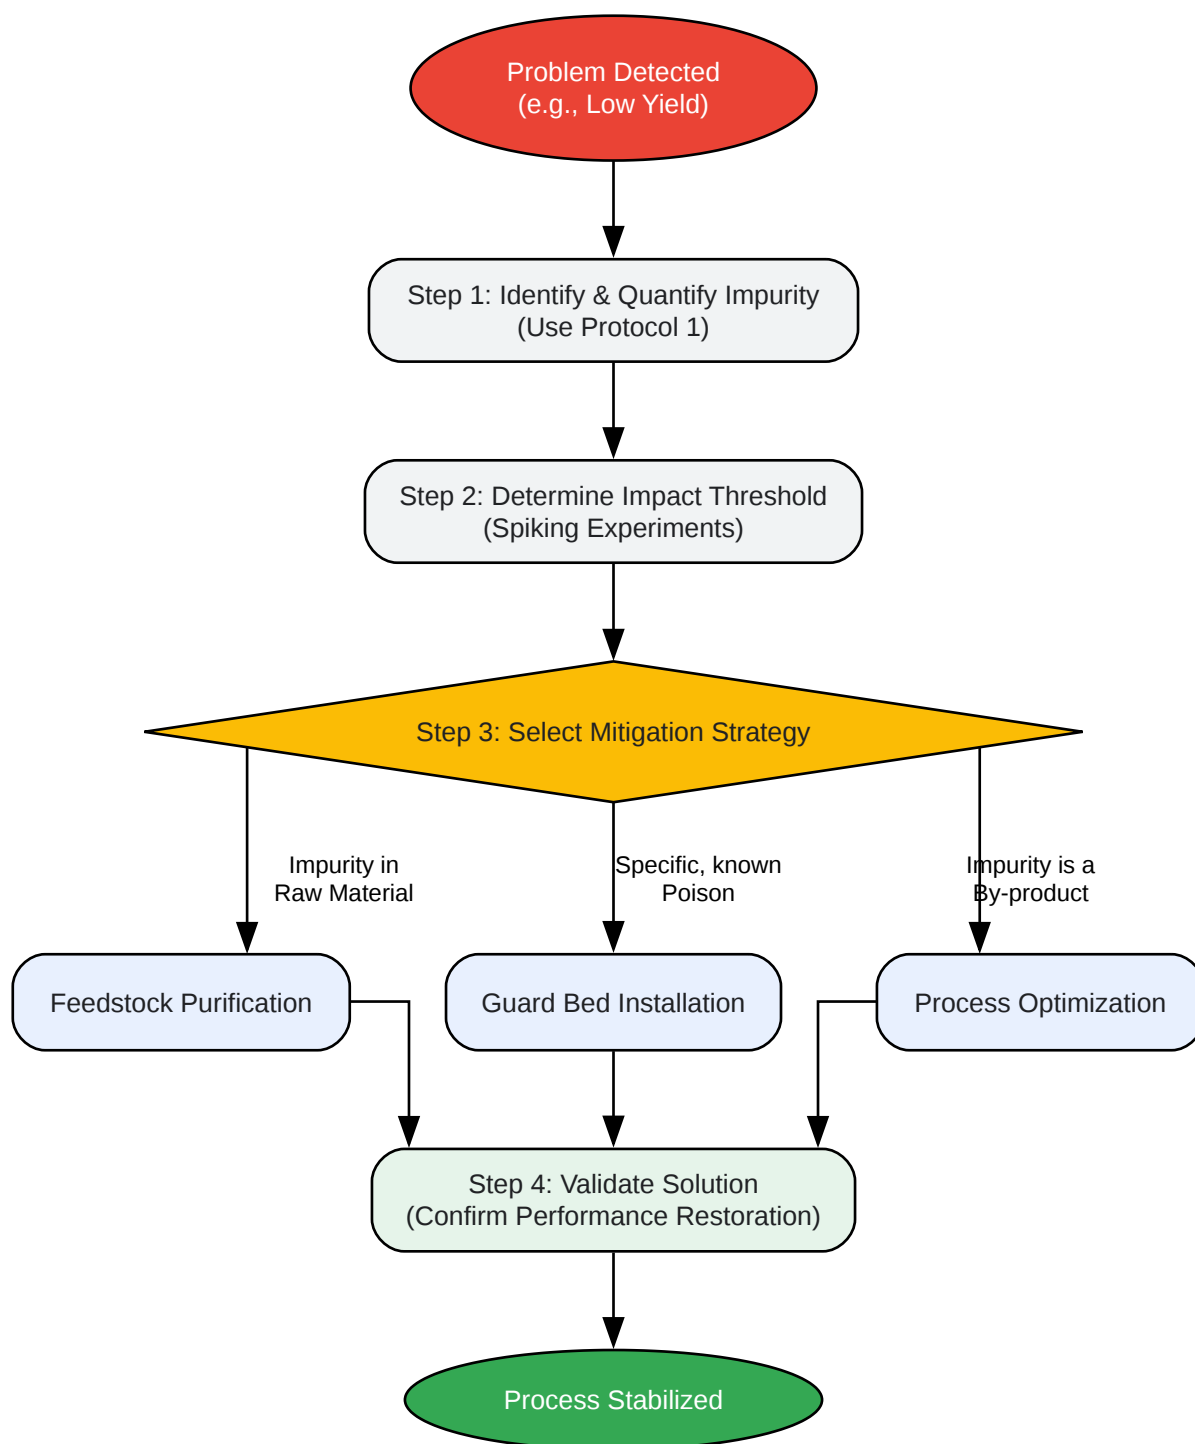 Problem Detected
(e.g., Low Yield)
Step 1: Identify & Quantify Impurity
(Use Protocol 1)
Step 2: Determine Impact Threshold
(Spiking Experiments)
Step 3: Select Mitigation Strategy
Impurity in
Raw Material
Specific, known
Poison
Impurity is a
By-product
Feedstock Purification
Guard Bed Installation
Process Optimization
Step 4: Validate Solution
(Confirm Performance Restoration)
Process Stabilized